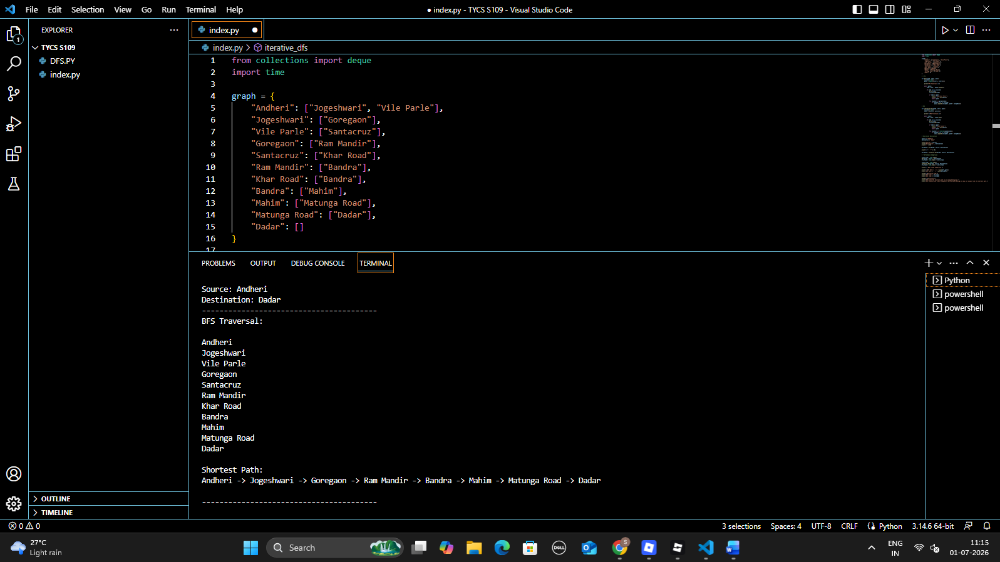 File Edit Selection View Go Run Terminal Help
● index.py - TYCS S109 - Visual Studio Code
EXPLORER
TYCS S109
DFS.PY
index.py
1
index.py
index.py > iterative_dfs
1 from collections import deque
2 import time
3
4 graph = {
5 "Andheri": ["Jogeshwari", "Vile Parle"],
6 "Jogeshwari": ["Goregaon"],
7 "Vile Parle": ["Santacruz"],
8 "Goregaon": ["Ram Mandir"],
9 "Santacruz": ["Khar Road"],
10 "Ram Mandir": ["Bandra"],
11 "Khar Road": ["Bandra"],
12 "Bandra": ["Mahim"],
13 "Mahim": ["Matunga Road"],
14 "Matunga Road": ["Dadar"],
15 "Dadar": []
16 }
17
PROBLEMS OUTPUT DEBUG CONSOLE TERMINAL
Source: Andheri
Destination: Dadar
----------------------------------------
BFS Traversal:
Andheri
Jogeshwari
Vile Parle
Goregaon
Santacruz
Ram Mandir
Khar Road
Bandra
Mahim
Matunga Road
Dadar
Shortest Path:
Andheri -> Jogeshwari -> Goregaon -> Ram Mandir -> Bandra -> Mahim -> Matunga Road -> Dadar
----------------------------------------
Python
powershell
powershell
OUTLINE
TIMELINE
0 0
3 selections Spaces: 4 UTF-8 CRLF Python 3.14.6 64-bit
27°C
Light rain
Search
DELL
S
ENG
IN
11:15
01-07-2026